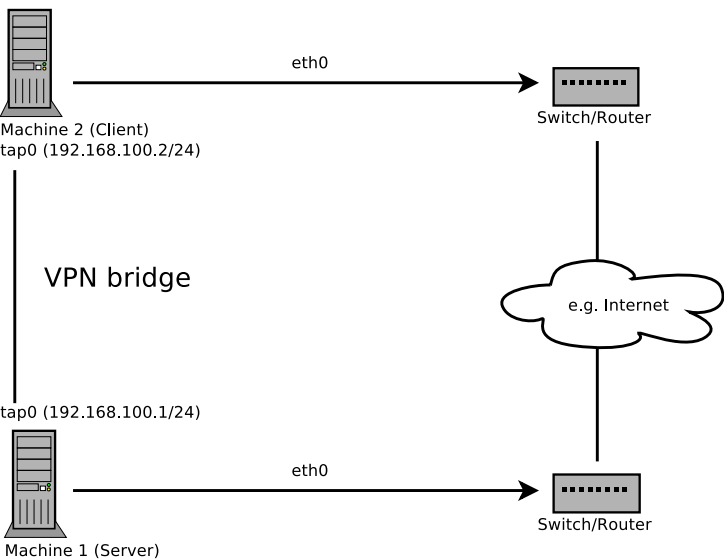 eth0
Switch/Router
Machine 2 (Client)
tap0 (192.168.100.2/24)
VPN bridge
e.g. Internet
tap0 (192.168.100.1/24)
eth0
Switch/Router
Machine 1 (Server)